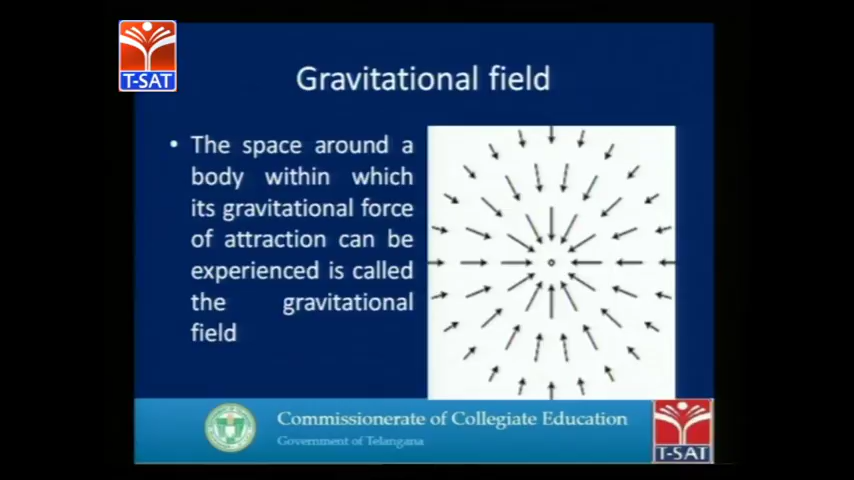 T-SAT
Gravitational field
• The space around a
body within which
its gravitational force
of attraction can be
experienced is called
the gravitational
field
Commissionerate of Collegiate Education
Government of Telangana
T-SAT